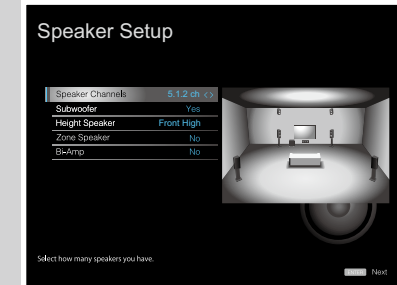 Speaker Setup
Speaker Channels 5.1.2 ch < >
Subwoofer Yes
Height Speaker Front High
Zone Speaker No
Bi-Amp No
Select how many speakers you have.
ENTER Next